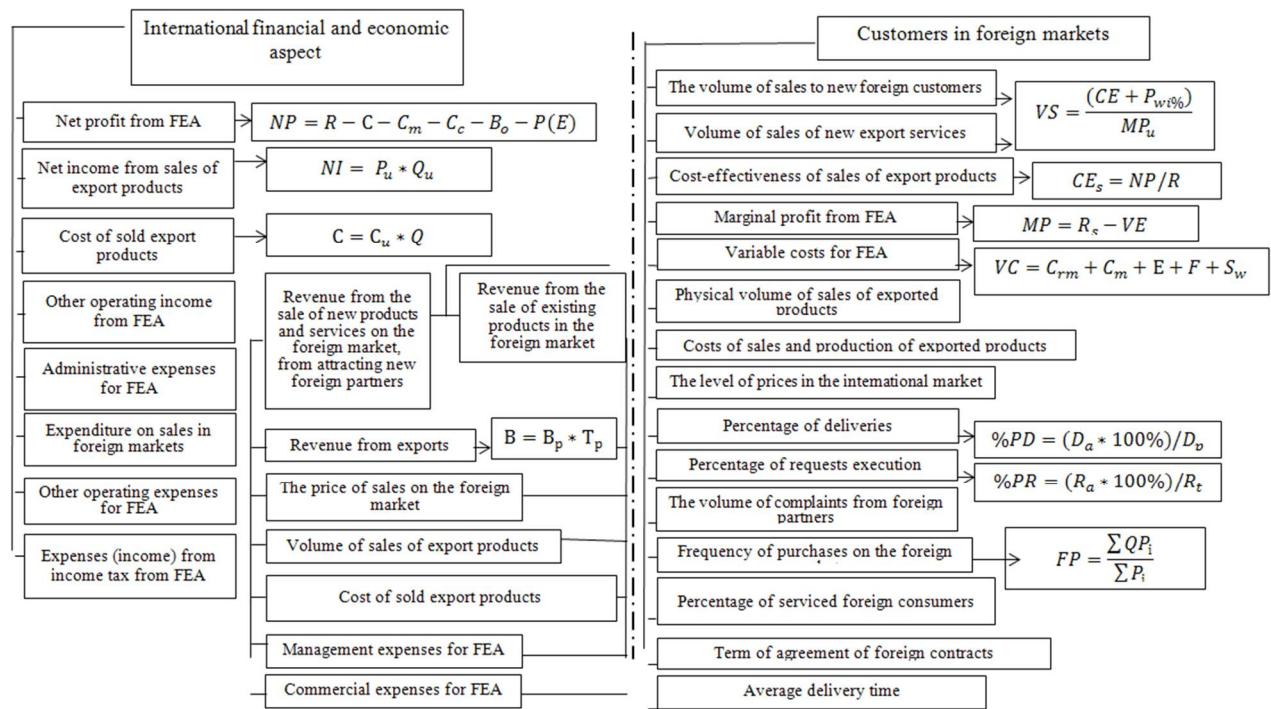 International financial and economic
aspect
Net profit from FEA
NP = R − C − C_m − C_c − B_o − P(E)
Net income from sales of
export products
NI = P_u * Q_u
Cost of sold export
products
C = C_u * Q
Other operating income
from FEA
Administrative expenses
for FEA
Expenditure on sales in
foreign markets
Other operating expenses
for FEA
Expenses (income) from
income tax from FEA
Revenue from the
sale of new products
and services on the
foreign market,
from attracting new
foreign partners
Revenue from the
sale of existing
products in the
foreign market
Revenue from exports
B = B_p * T_p
The price of sales on the foreign
market
Volume of sales of export products
Cost of sold export products
Management expenses for FEA
Commercial expenses for FEA
Customers in foreign markets
The volume of sales to new foreign customers
Volume of sales of new export services
VS = (CE + P_wi%) / MP_u
Cost-effectiveness of sales of export products
CE_s = NP/R
Marginal profit from FEA
MP = R_s − VE
Variable costs for FEA
VC = C_rm + C_m + E + F + S_w
Physical volume of sales of exported
products
Costs of sales and production of exported products
The level of prices in the international market
Percentage of deliveries
%PD = (D_a * 100%)/D_p
Percentage of requests execution
%PR = (R_a * 100%)/R_t
The volume of complaints from foreign
partners
Frequency of purchases on the foreign
FP = ∑ QP_i / ∑ P_i
Percentage of serviced foreign consumers
Term of agreement of foreign contracts
Average delivery time